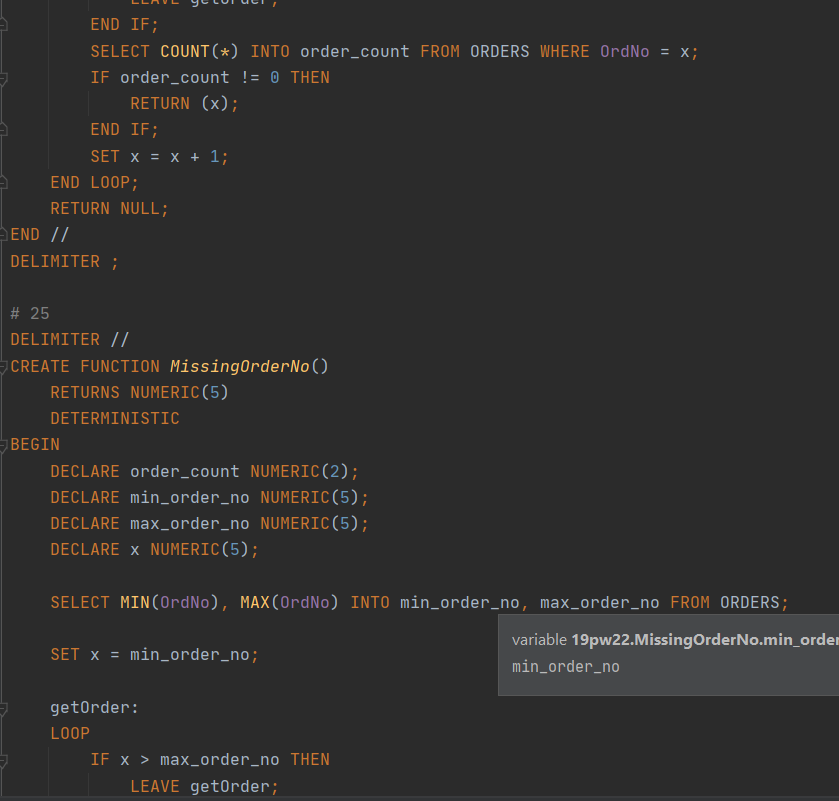 LEAVE getOrder;
END IF;
SELECT COUNT(*) INTO order_count FROM ORDERS WHERE OrdNo = x;
IF order_count != 0 THEN
RETURN (x);
END IF;
SET x = x + 1;
END LOOP;
RETURN NULL;
END //
DELIMITER ;
# 25
DELIMITER //
CREATE FUNCTION MissingOrderNo()
RETURNS NUMERIC(5)
DETERMINISTIC
BEGIN
DECLARE order_count NUMERIC(2);
DECLARE min_order_no NUMERIC(5);
DECLARE max_order_no NUMERIC(5);
DECLARE x NUMERIC(5);
SELECT MIN(OrdNo), MAX(OrdNo) INTO min_order_no, max_order_no FROM ORDERS;
variable 19pw22.MissingOrderNo.min_order
min_order_no
SET x = min_order_no;
getOrder:
LOOP
IF x > max_order_no THEN
LEAVE getOrder;